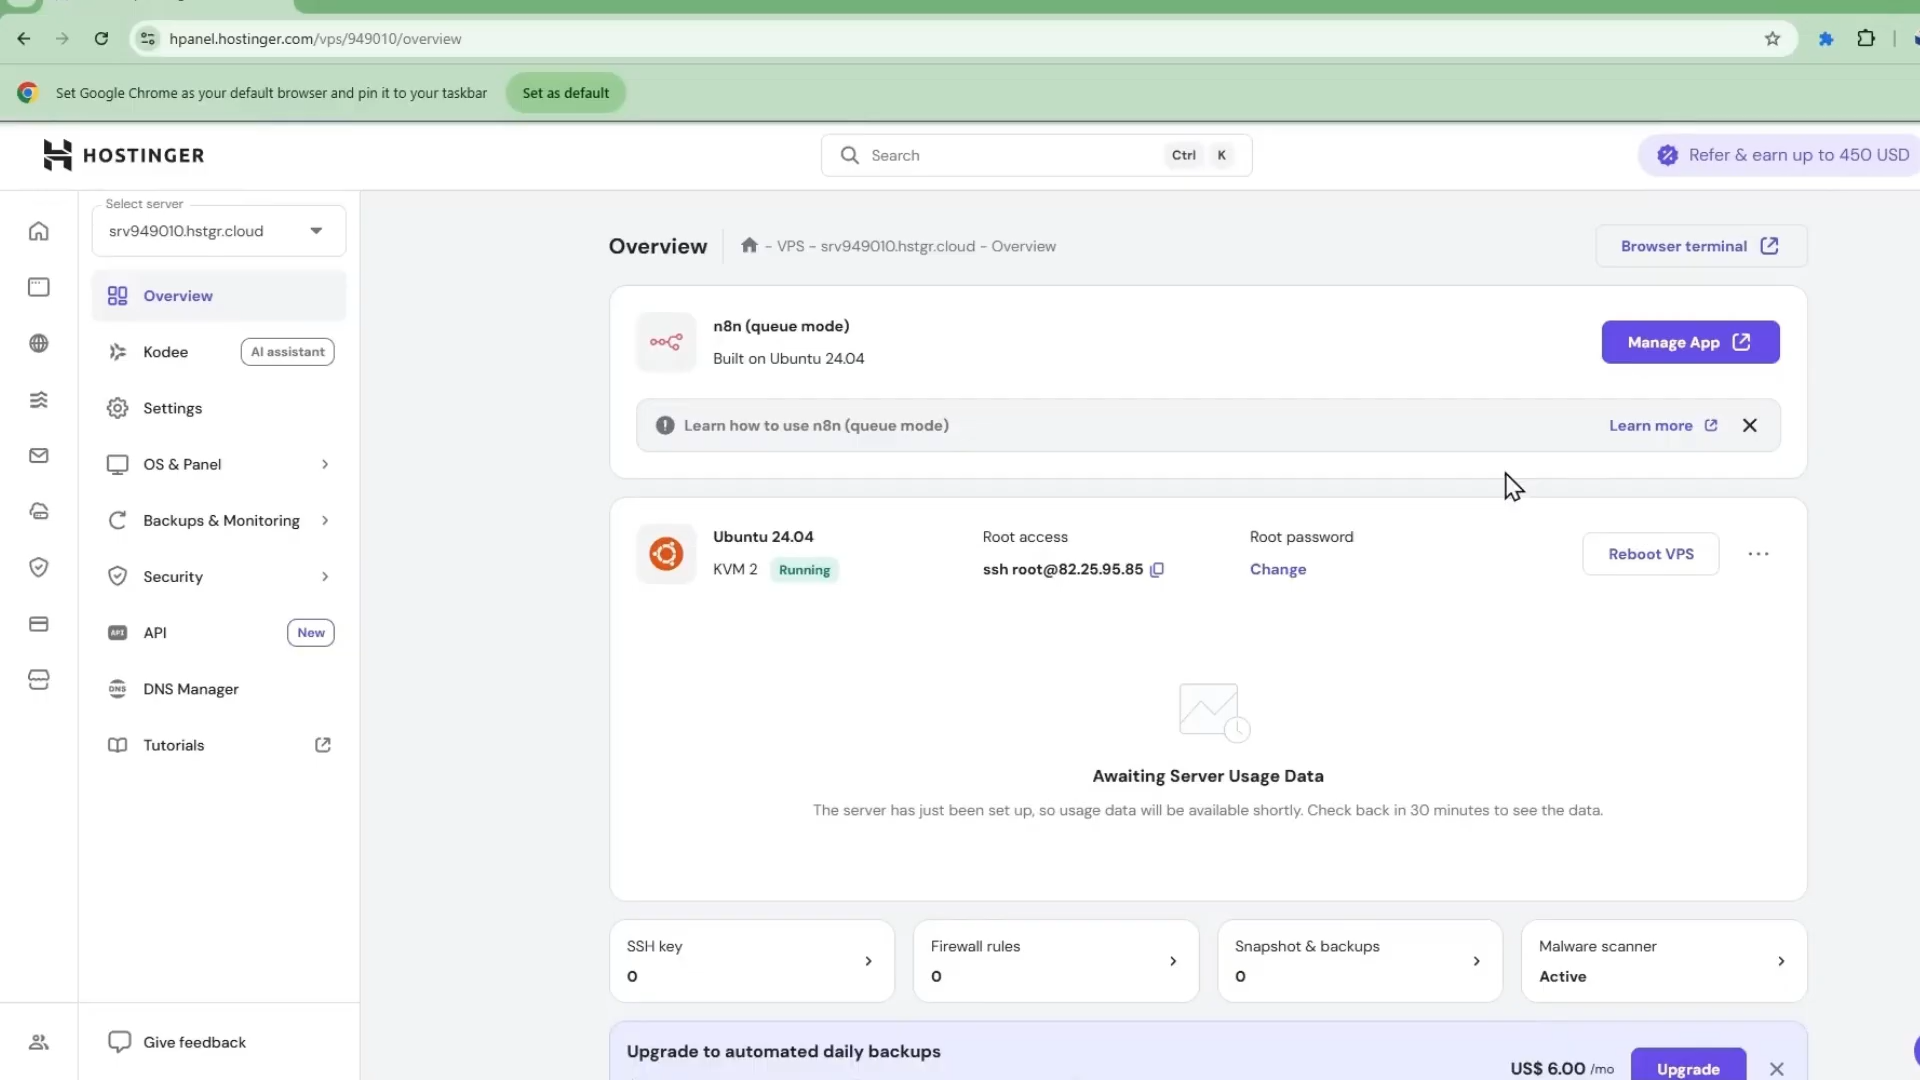 hpanel.hostinger.com/vps/949010/overview
Set Google Chrome as your default browser and pin it to your taskbar
Set as default
HOSTINGER
Search
Ctrl
K
Refer & earn up to 450 USD
Select server
srv949010.hstgr.cloud
Overview
Kodee
AI assistant
Settings
OS & Panel
Backups & Monitoring
Security
API
API
New
DNS
DNS Manager
Tutorials
Give feedback
Overview
- VPS - srv949010.hstgr.cloud - Overview
Browser terminal
n8n (queue mode)
Built on Ubuntu 24.04
Manage App
Learn how to use n8n (queue mode)
Learn more
Ubuntu 24.04
KVM 2
Running
Root access
ssh root@82.25.95.85
Root password
Change
Reboot VPS
Awaiting Server Usage Data
The server has just been set up, so usage data will be available shortly. Check back in 30 minutes to see the data.
SSH key
0
Firewall rules
0
Snapshot & backups
0
Malware scanner
Active
Upgrade to automated daily backups
US$ 6.00 /mo
Upgrade